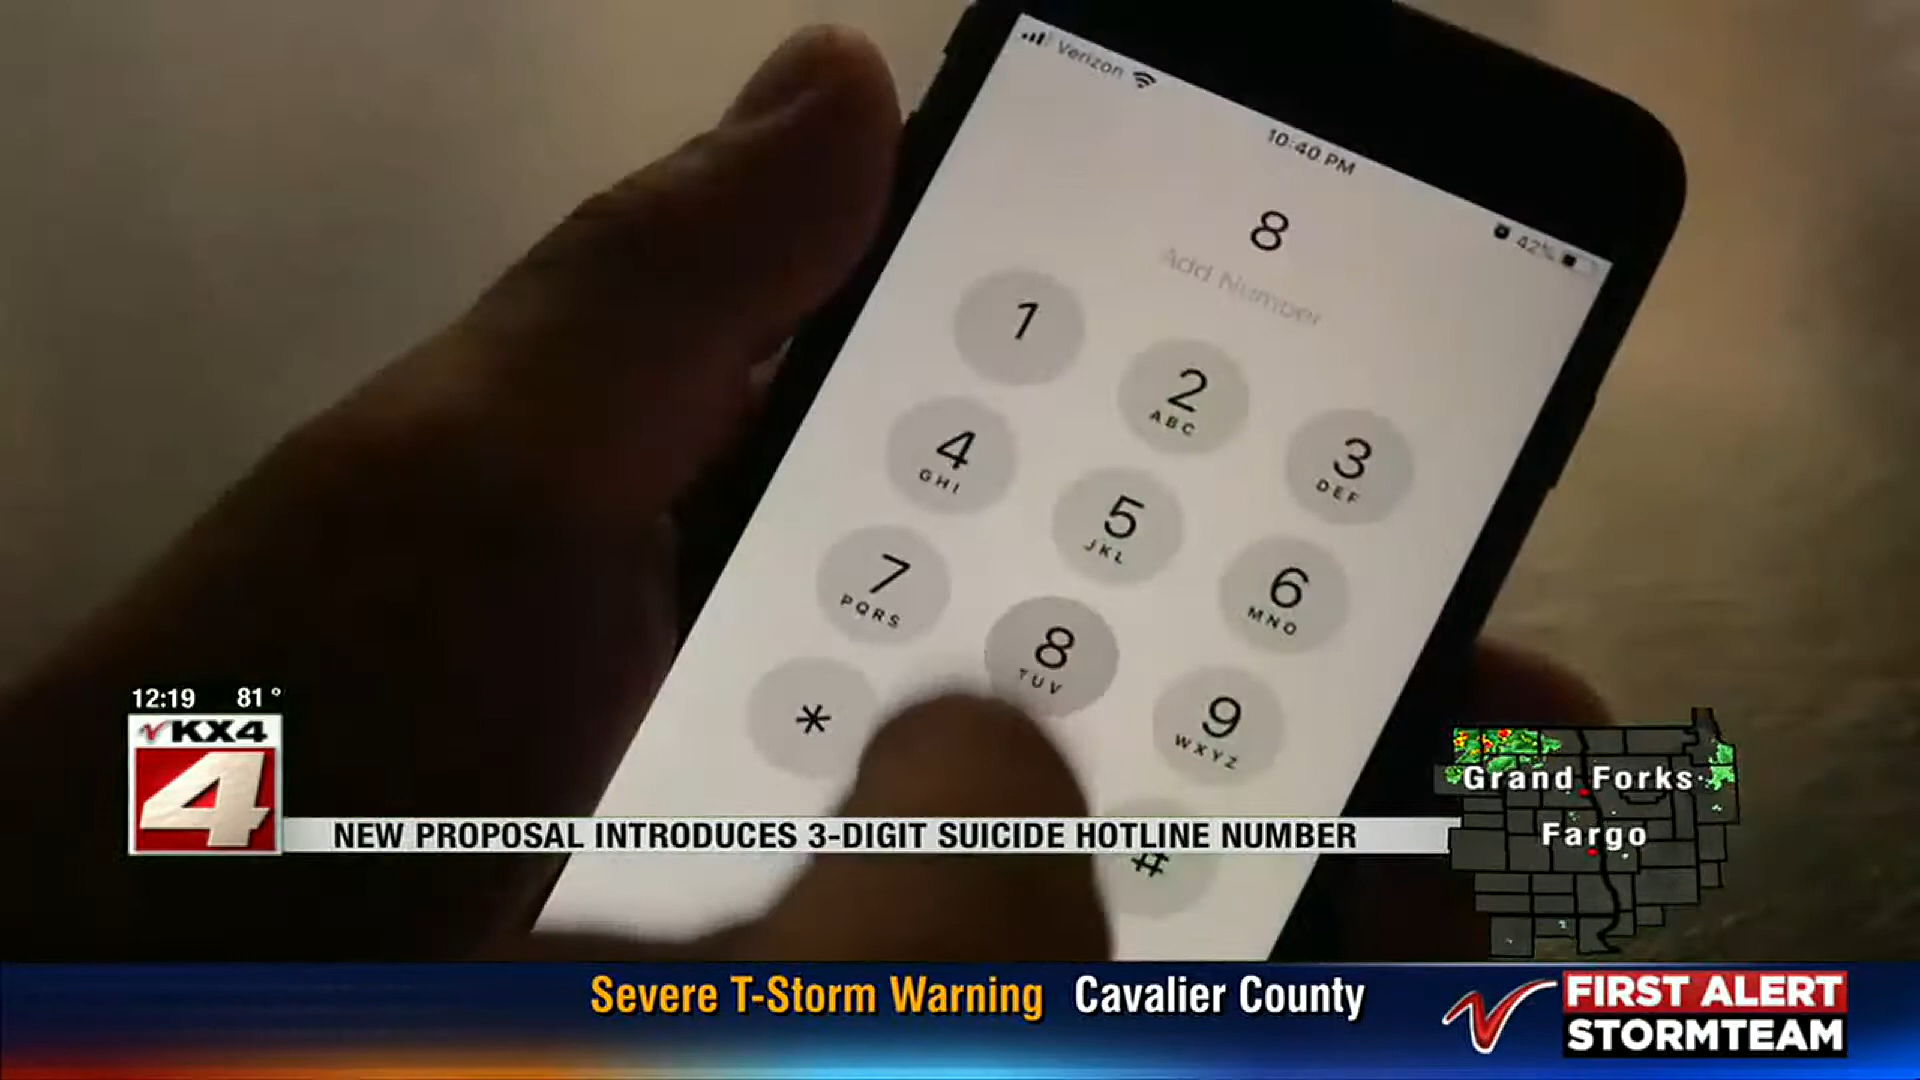 Verizon
10:40 PM
42%
8
Add Number
1
2
ABC
3
DEF
4
GHI
5
JKL
6
MNO
7
PQRS
8
TUV
9
WXYZ
*
#
12:19 81°
KX4
4
NEW PROPOSAL INTRODUCES 3-DIGIT SUICIDE HOTLINE NUMBER
Grand Forks
Fargo
Severe T-Storm Warning Cavalier County
FIRST ALERT
STORMTEAM